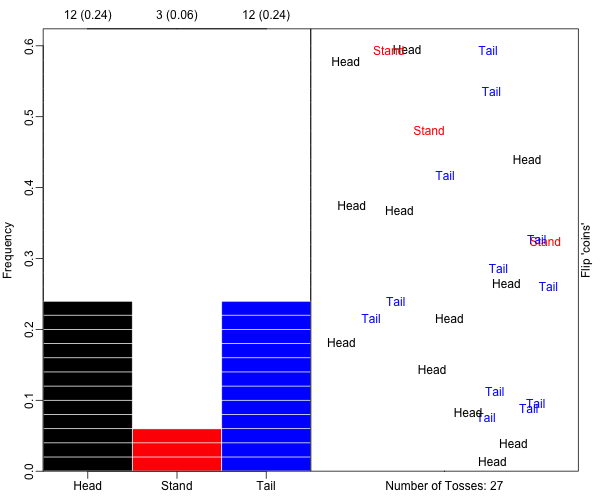 12 (0.24) 3 (0.06) 12 (0.24)
0.6
0.5
0.4
0.3
0.2
0.1
0.0
Frequency
Head Stand Tail
Stand Head Tail
Head
Tail
Stand
Head
Tail
Head
Head
Tail Stand
Tail
Head Tail
Tail
Tail Head
Head
Head
Tail
Tail
Tail
Head Tail
Head
Head
Flip 'coins'
Number of Tosses: 27